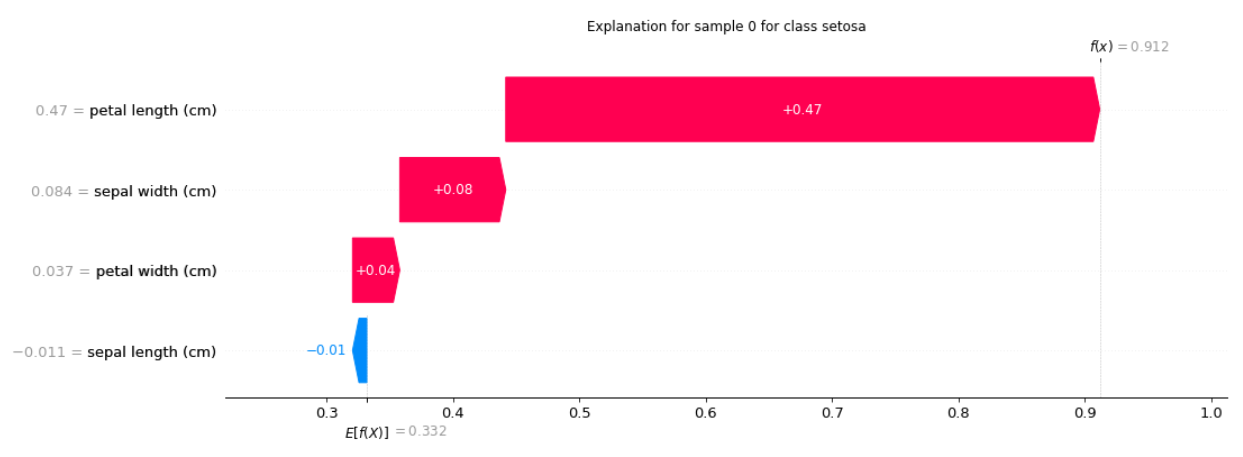 Explanation for sample 0 for class setosa
f(x) = 0.912
0.47 = petal length (cm)
+0.47
0.084 = sepal width (cm)
+0.08
0.037 = petal width (cm)
+0.04
−0.011 = sepal length (cm)
−0.01
0.3 0.4 0.5 0.6 0.7 0.8 0.9 1.0
E[f(X)] = 0.332